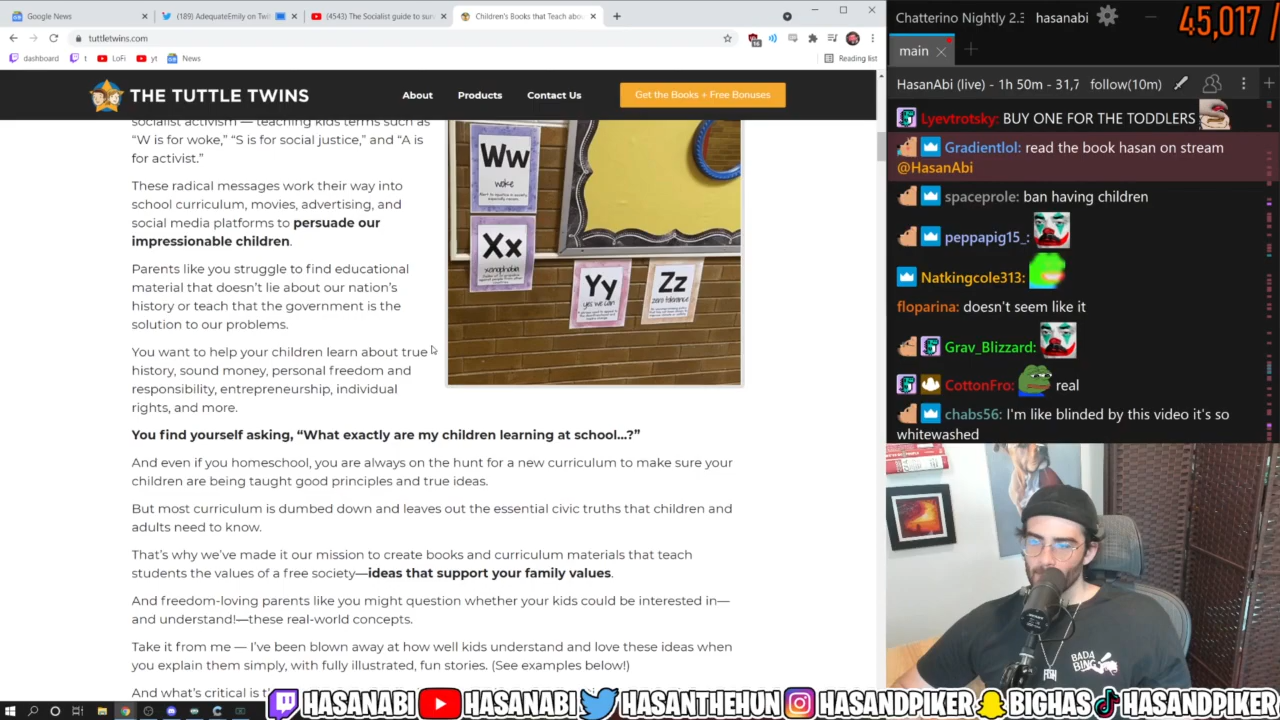 Google News
(189) AdequateEmily on Twit
(4543) The Socialist guide to sur
Children's Books that Teach abou
tuttletwins.com
dashboard
t
LoFi
yt
News
Reading list
THE TUTTLE TWINS
About
Products
Contact Us
Get the Books + Free Bonuses
socialist activism — teaching kids terms such as
"W is for woke," "S is for social justice," and "A is
for activist."
These radical messages work their way into
school curriculum, movies, advertising, and
social media platforms to persuade our
impressionable children.
Parents like you struggle to find educational
material that doesn't lie about our nation's
history or teach that the government is the
solution to our problems.
You want to help your children learn about true
history, sound money, personal freedom and
responsibility, entrepreneurship, individual
rights, and more.
Ww
woke
Xx
xenophobia
Yy
yes we can
Zz
zero tolerance
You find yourself asking, "What exactly are my children learning at school...?"
And even if you homeschool, you are always on the hunt for a new curriculum to make sure your
children are being taught good principles and true ideas.
But most curriculum is dumbed down and leaves out the essential civic truths that children and
adults need to know.
That's why we've made it our mission to create books and curriculum materials that teach
students the values of a free society—ideas that support your family values.
And freedom-loving parents like you might question whether your kids could be interested in—
and understand!—these real-world concepts.
Take it from me — I've been blown away at how well kids understand and love these ideas when
you explain them simply, with fully illustrated, fun stories. (See examples below!)
And what's critical is th
Chatterino Nightly 2.3
hasanabi
45,017 /
main
HasanAbi (live) - 1h 50m - 31,7
follow(10m)
Lyevtrotsky: BUY ONE FOR THE TODDLERS
Gradientlol: read the book hasan on stream
@HasanAbi
spaceprole: ban having children
peppapig15_:
Natkingcole313:
floparina: doesn't seem like it
Grav_Blizzard:
CottonFro: real
chabs56: I'm like blinded by this video it's so
whitewashed
BADA
BING
HASANABI
HASANABI
HASANTHEHUN
HASANDPIKER
BIGHAS
HASANDPIKER